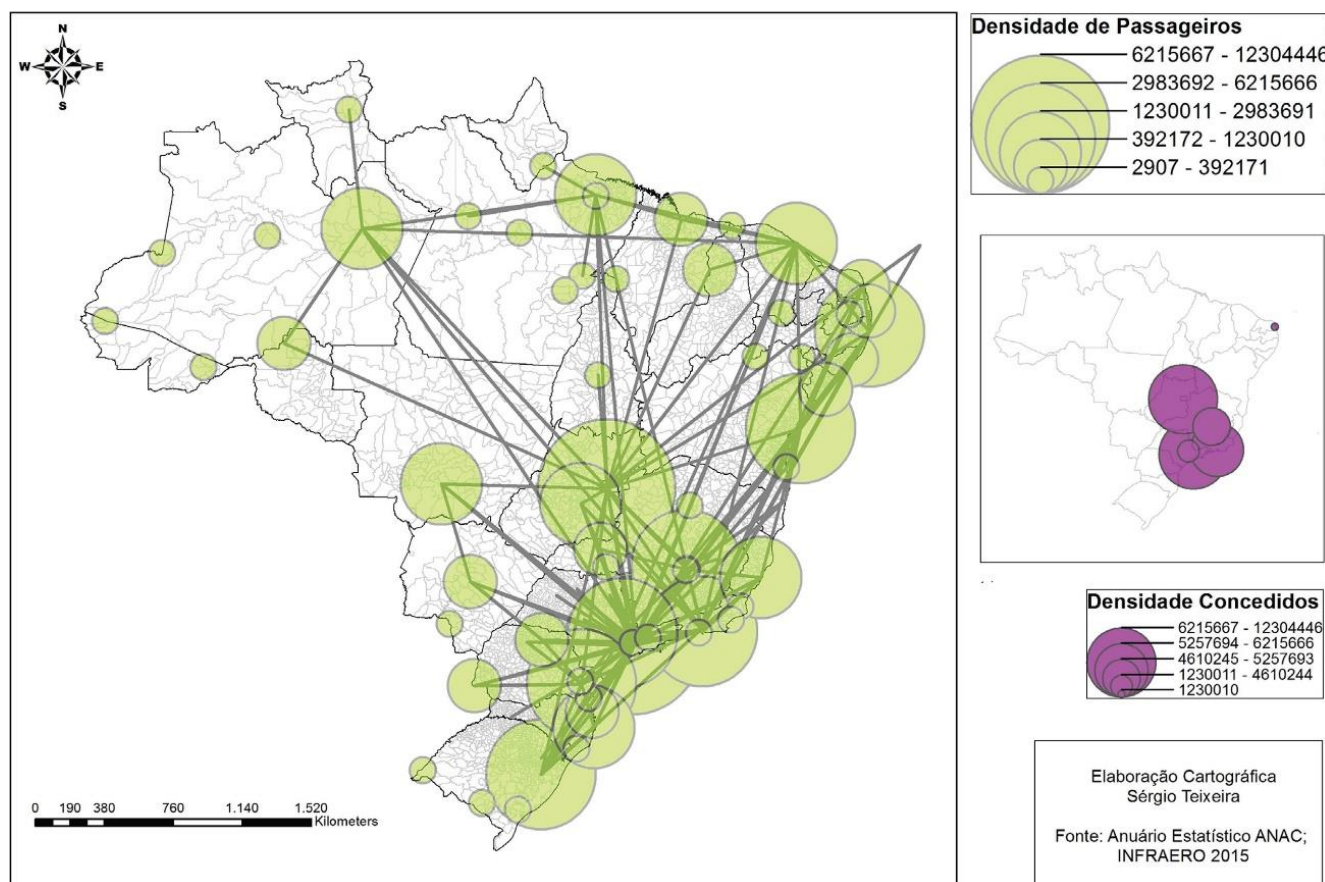 N
W E
S
0 190 380 760 1.140 1.520
Kilometers
Densidade de Passageiros
6215667 - 12304446
2983692 - 6215666
1230011 - 2983691
392172 - 1230010
2907 - 392171
Densidade Concedidos
6215667 - 12304446
5257694 - 6215666
4610245 - 5257693
1230011 - 4610244
1230010
Elaboração Cartográfica
Sérgio Teixeira
Fonte: Anuário Estatístico ANAC;
INFRAERO 2015